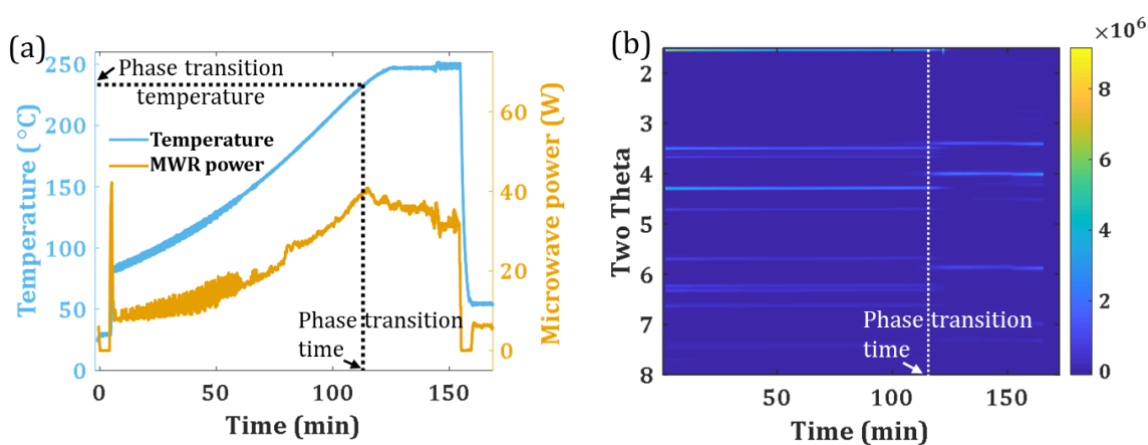 (a)
250
200
150
100
50
0
Temperature (°C)
Phase transition
temperature
Temperature
MWR power
Phase transition
time
60
40
20
0
Microwave power (W)
0
50
100
150
Time (min)
(b)
2
3
4
5
6
7
8
Two Theta
Phase transition
time
50
100
150
Time (min)
×10⁶
8
6
4
2
0